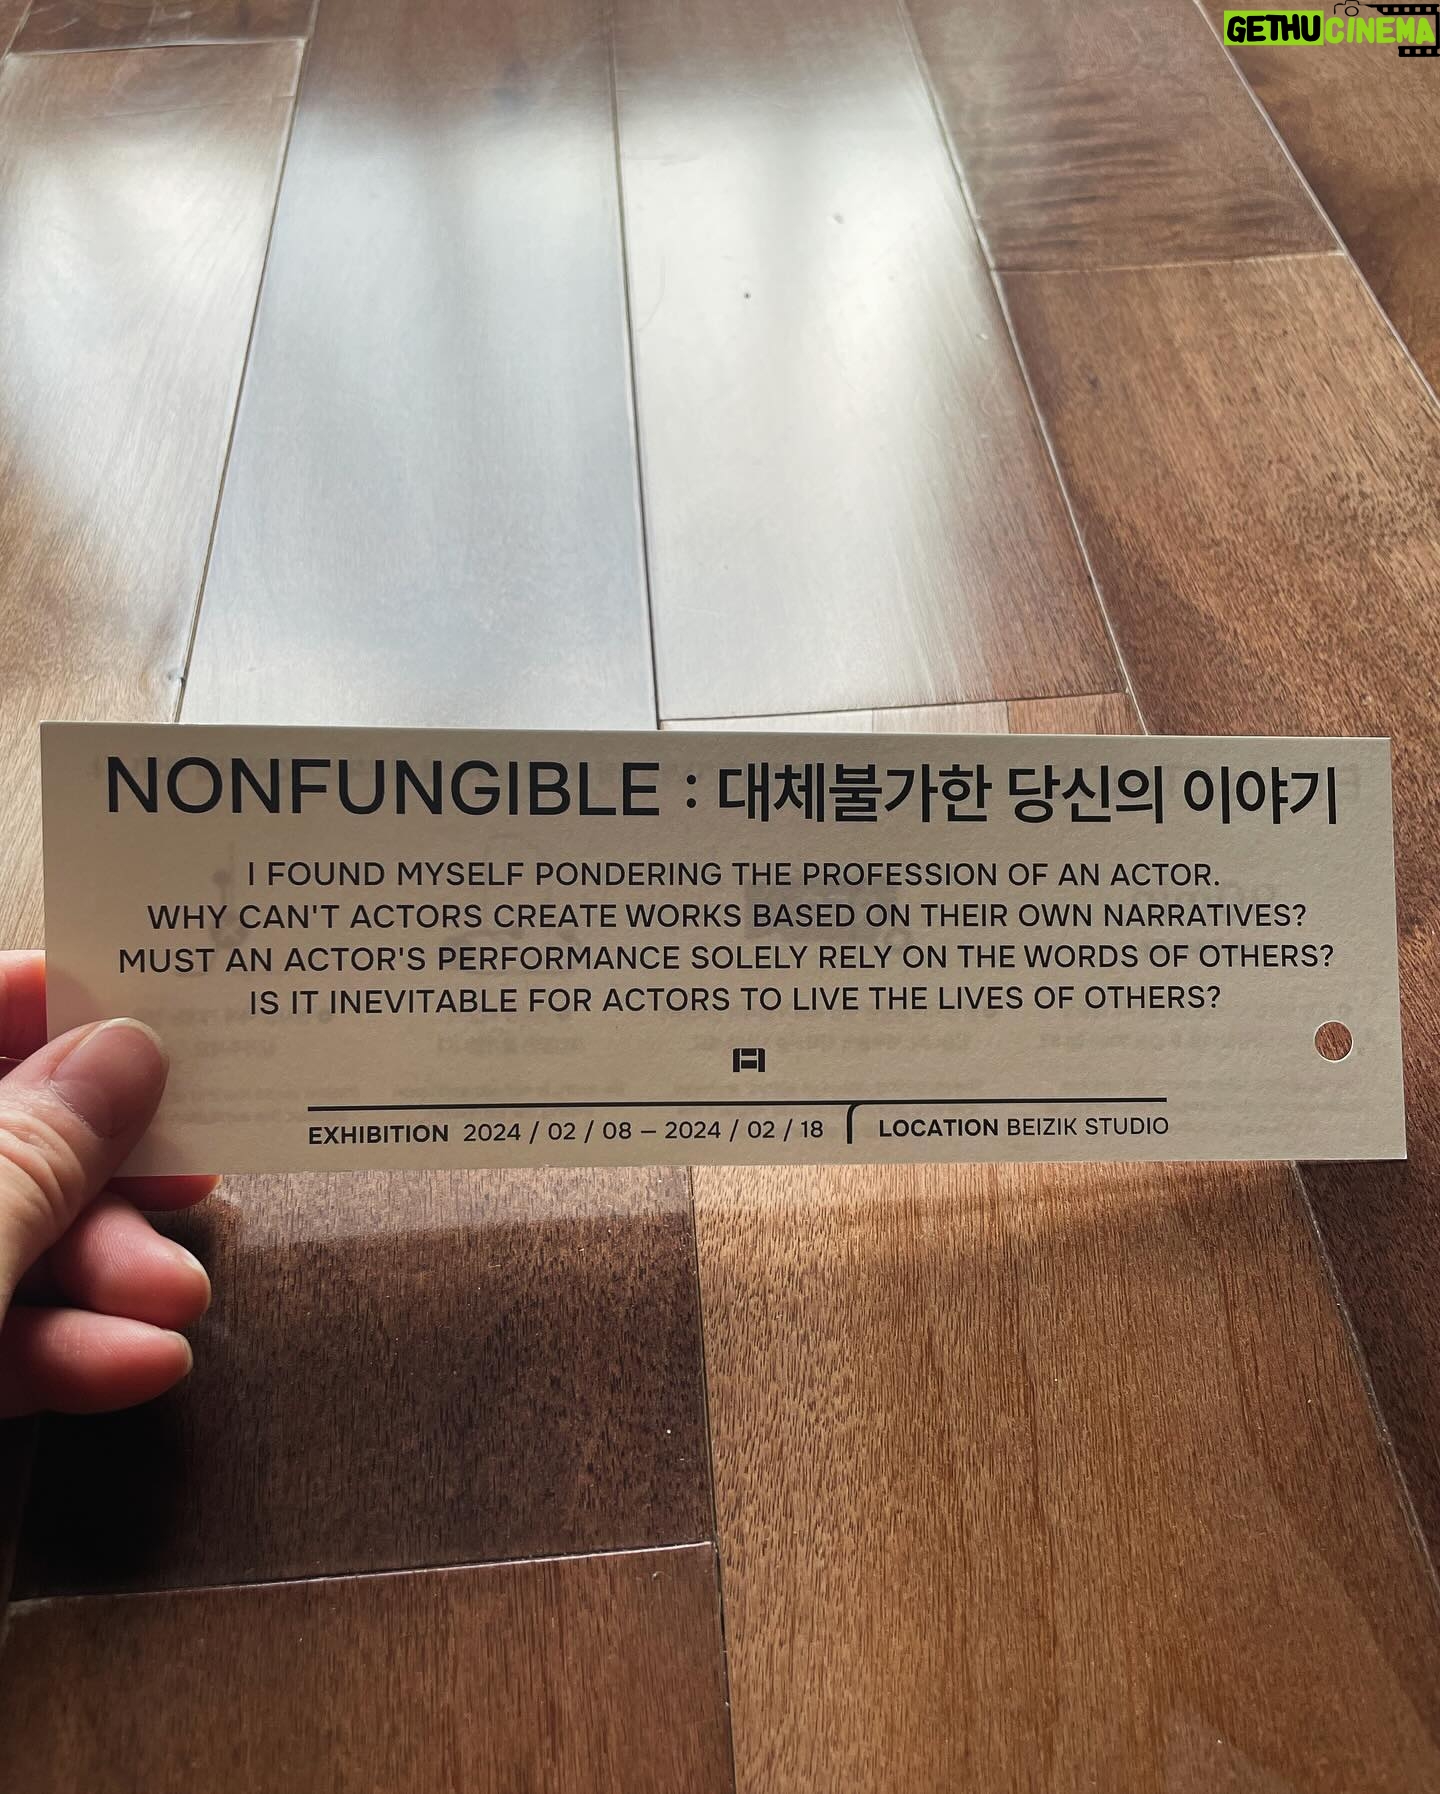 GETHUCINEMA
NONFUNGIBLE : 대체불가한 당신의 이야기
I FOUND MYSELF PONDERING THE PROFESSION OF AN ACTOR.
WHY CAN'T ACTORS CREATE WORKS BASED ON THEIR OWN NARRATIVES?
MUST AN ACTOR'S PERFORMANCE SOLELY RELY ON THE WORDS OF OTHERS?
IS IT INEVITABLE FOR ACTORS TO LIVE THE LIVES OF OTHERS?
EXHIBITION 2024 / 02 / 08 — 2024 / 02 / 18 LOCATION BEIZIK STUDIO